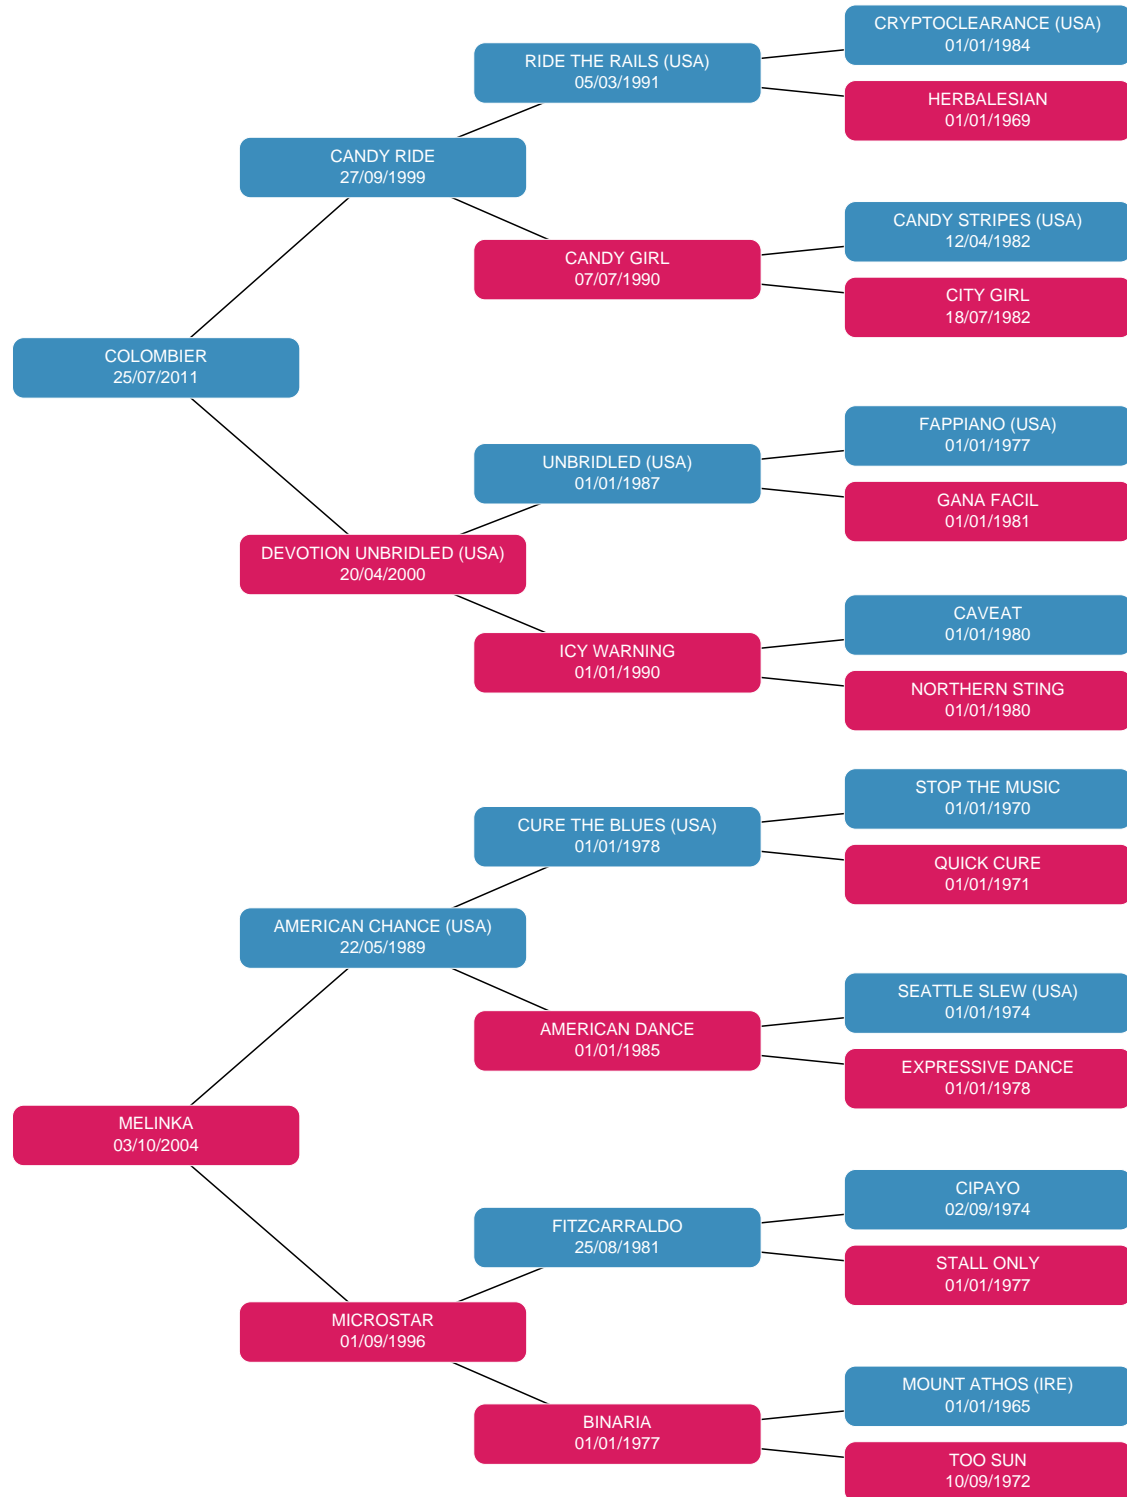 CRYPTOCLEARANCE (USA)
01/01/1984
RIDE THE RAILS (USA)
05/03/1991
HERBALESIAN
01/01/1969
CANDY RIDE
27/09/1999
CANDY STRIPES (USA)
12/04/1982
CANDY GIRL
07/07/1990
CITY GIRL
18/07/1982
COLOMBIER
25/07/2011
FAPPIANO (USA)
01/01/1977
UNBRIDLED (USA)
01/01/1987
GANA FACIL
01/01/1981
DEVOTION UNBRIDLED (USA)
20/04/2000
CAVEAT
01/01/1980
ICY WARNING
01/01/1990
NORTHERN STING
01/01/1980
STOP THE MUSIC
01/01/1970
CURE THE BLUES (USA)
01/01/1978
QUICK CURE
01/01/1971
AMERICAN CHANCE (USA)
22/05/1989
SEATTLE SLEW (USA)
01/01/1974
AMERICAN DANCE
01/01/1985
EXPRESSIVE DANCE
01/01/1978
MELINKA
03/10/2004
CIPAYO
02/09/1974
FITZCARRALDO
25/08/1981
STALL ONLY
01/01/1977
MICROSTAR
01/09/1996
MOUNT ATHOS (IRE)
01/01/1965
BINARIA
01/01/1977
TOO SUN
10/09/1972